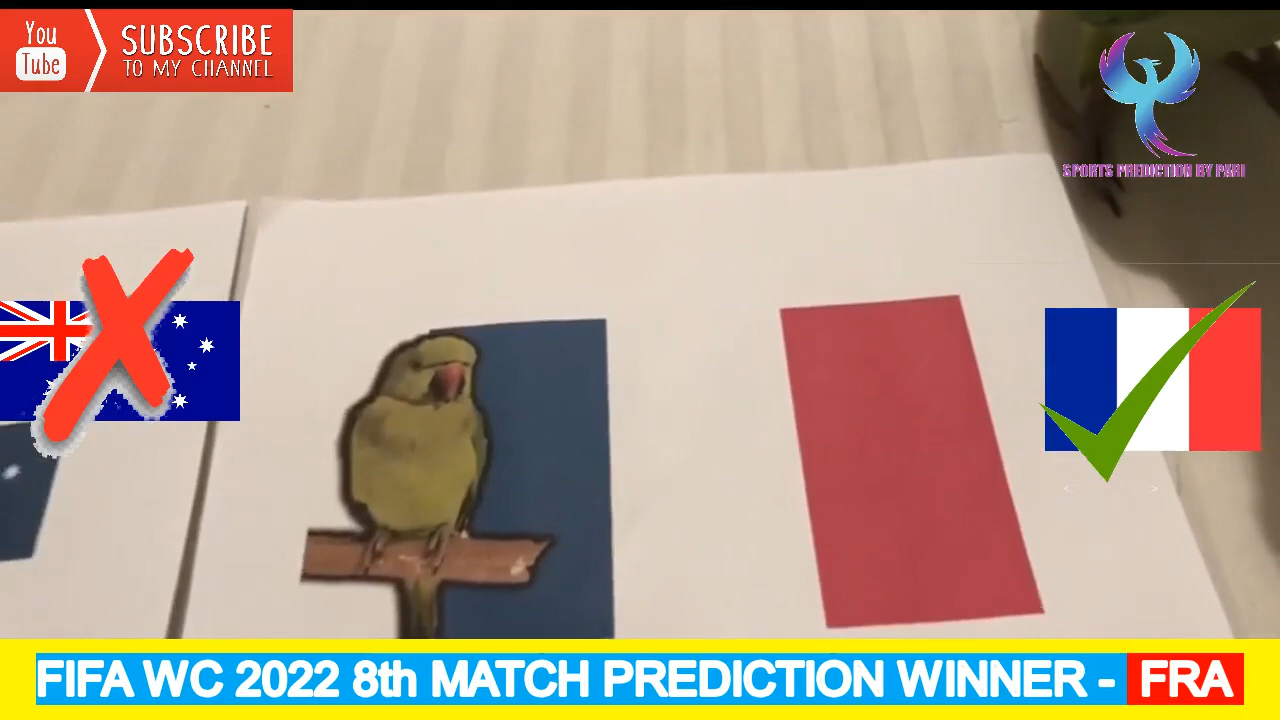 You
Tube
SUBSCRIBE
TO MY CHANNEL
SPORTS PREDICTION BY PARI
FIFA WC 2022 8th MATCH PREDICTION WINNER - FRA